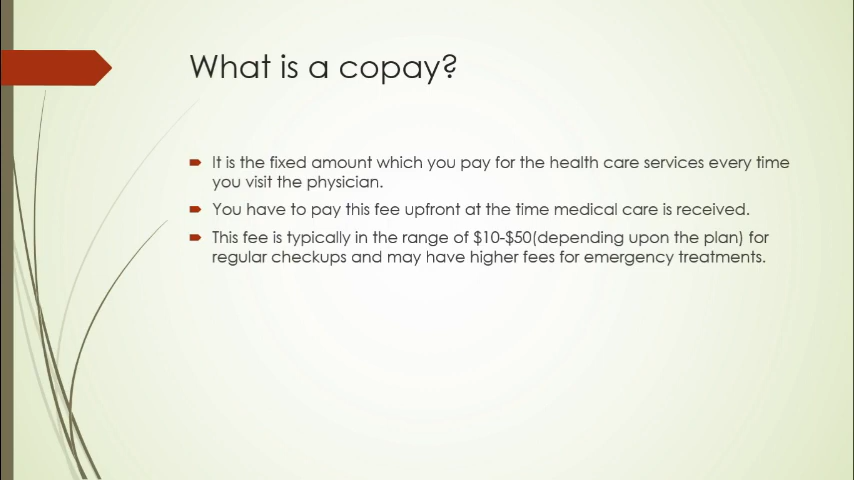 What is a copay?
It is the fixed amount which you pay for the health care services every time
you visit the physician.
You have to pay this fee upfront at the time medical care is received.
This fee is typically in the range of $10-$50(depending upon the plan) for
regular checkups and may have higher fees for emergency treatments.